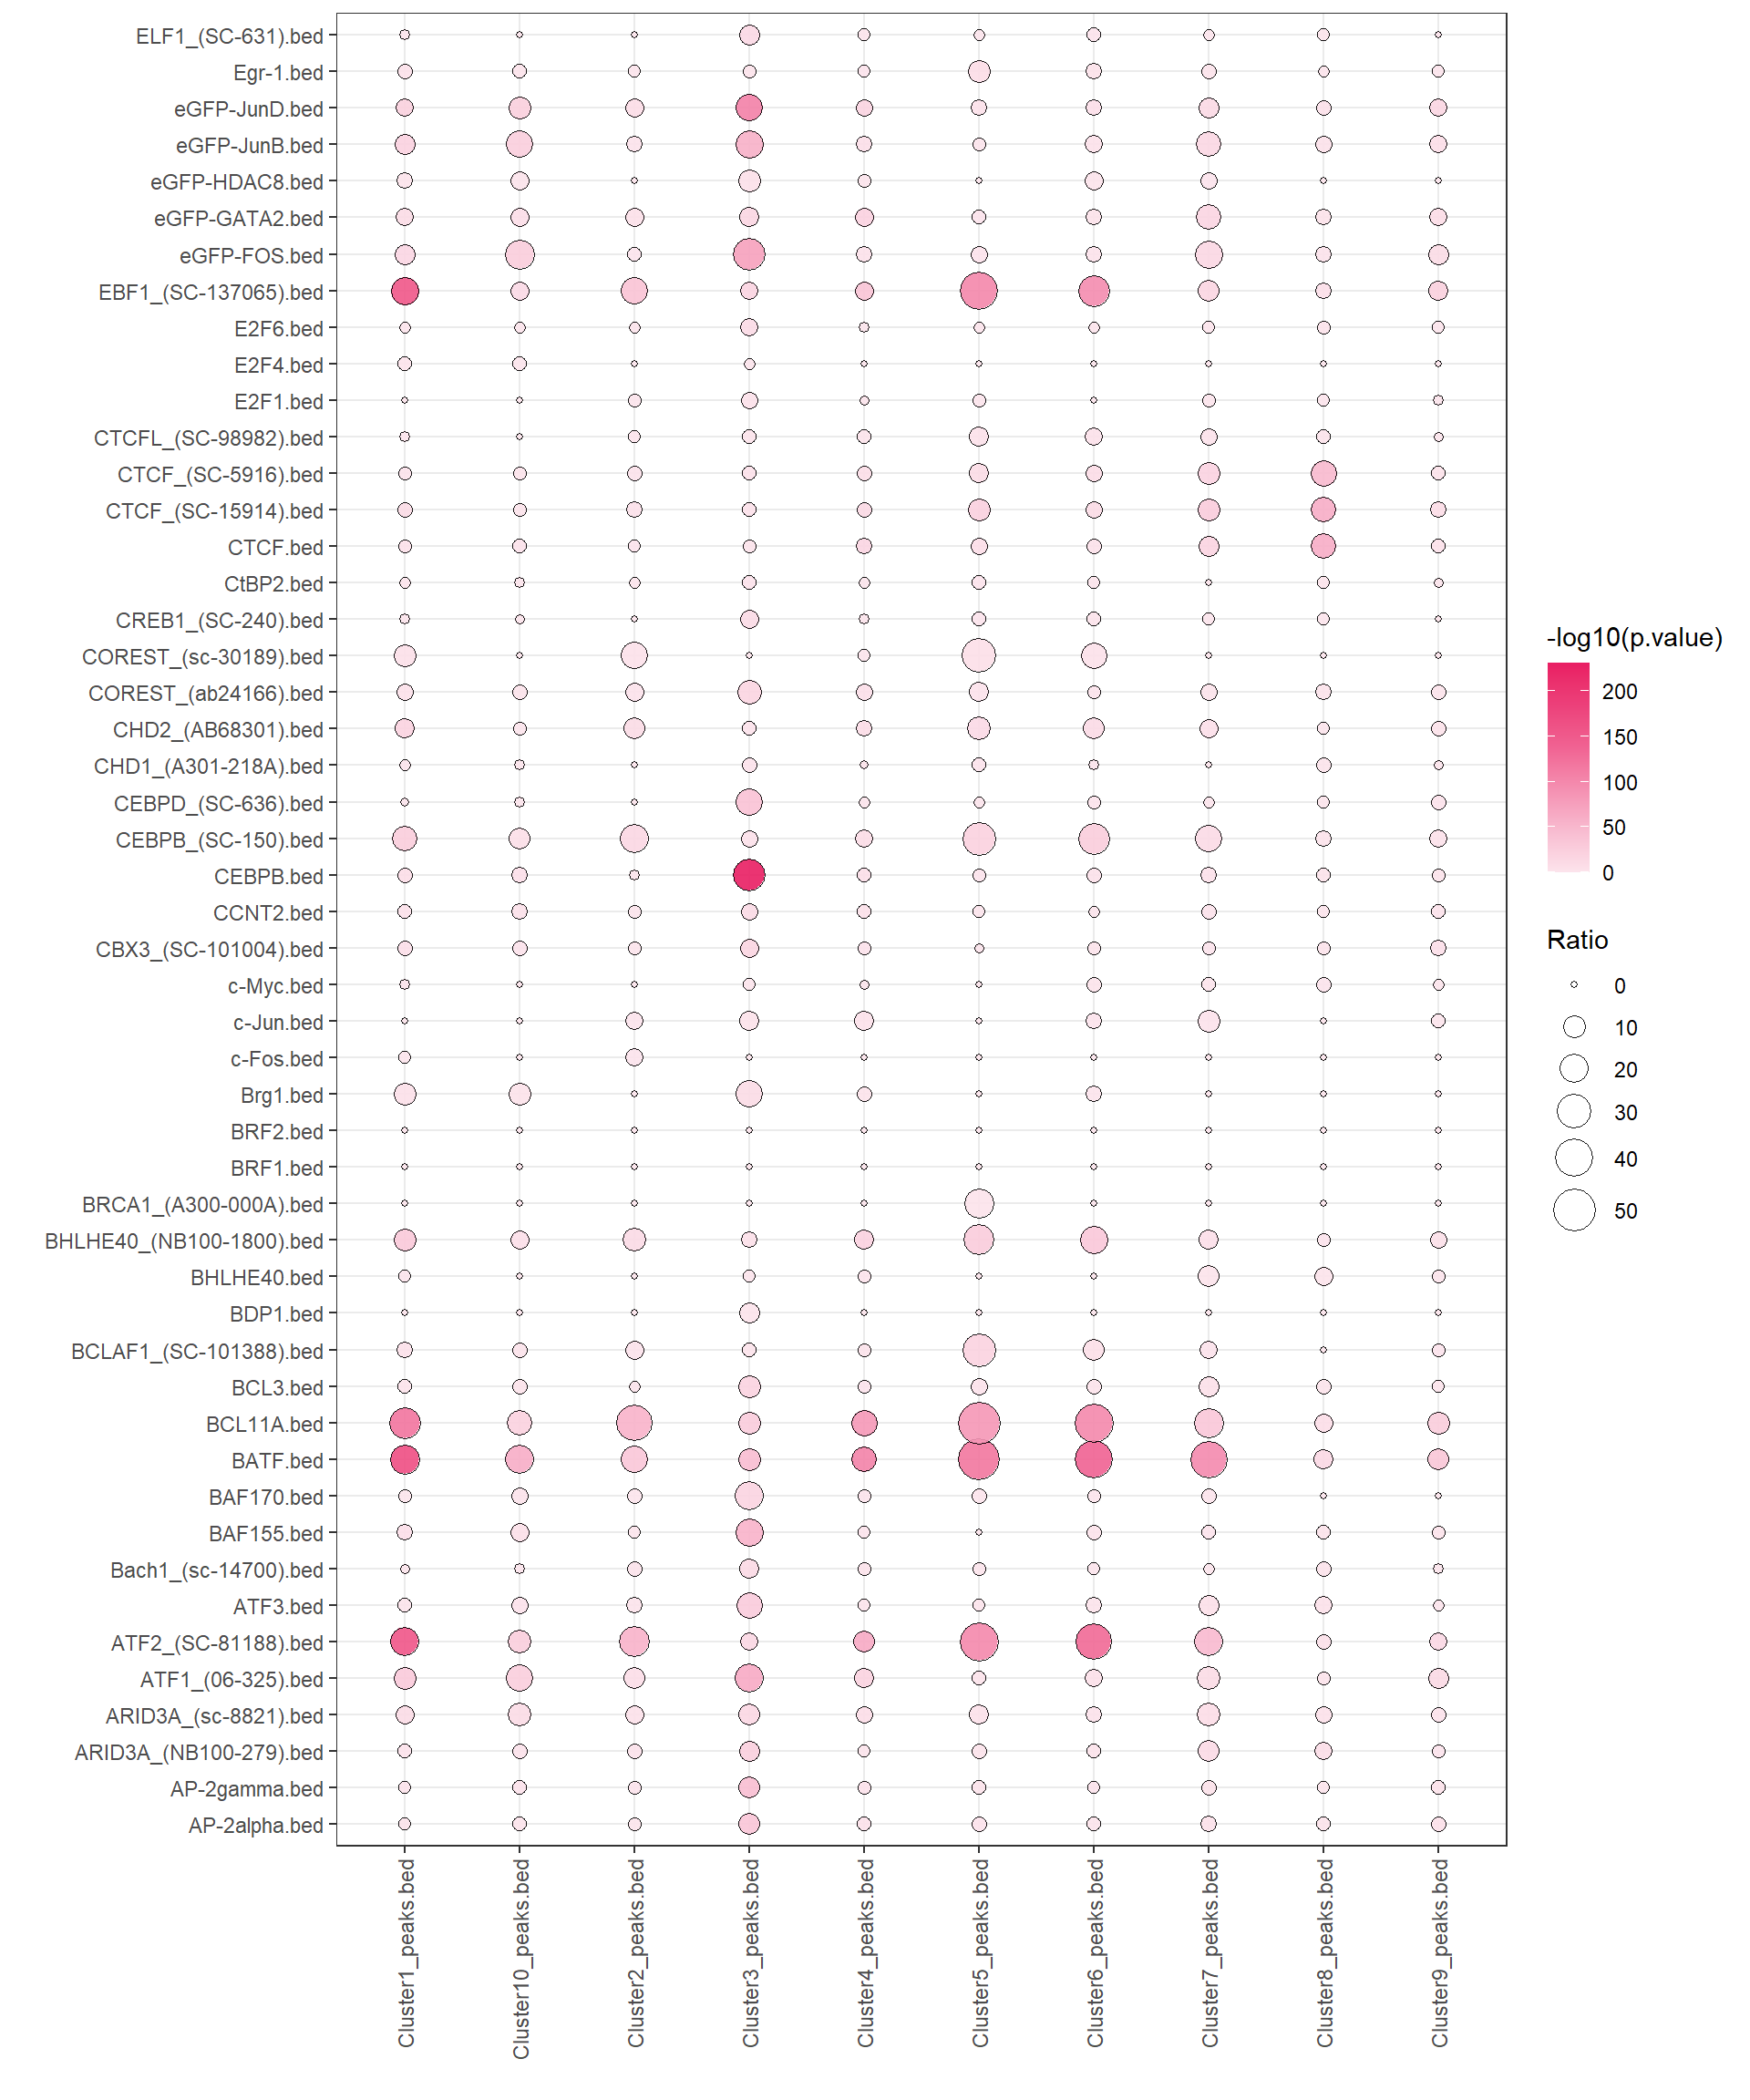 ELF1_(SC-631).bed
Egr-1.bed
eGFP-JunD.bed
eGFP-JunB.bed
eGFP-HDAC8.bed
eGFP-GATA2.bed
eGFP-FOS.bed
EBF1_(SC-137065).bed
E2F6.bed
E2F4.bed
E2F1.bed
CTCFL_(SC-98982).bed
CTCF_(SC-5916).bed
CTCF_(SC-15914).bed
CTCF.bed
CtBP2.bed
CREB1_(SC-240).bed
COREST_(sc-30189).bed
COREST_(ab24166).bed
CHD2_(AB68301).bed
CHD1_(A301-218A).bed
CEBPD_(SC-636).bed
CEBPB_(SC-150).bed
CEBPB.bed
CCNT2.bed
CBX3_(SC-101004).bed
c-Myc.bed
c-Jun.bed
c-Fos.bed
Brg1.bed
BRF2.bed
BRF1.bed
BRCA1_(A300-000A).bed
BHLHE40_(NB100-1800).bed
BHLHE40.bed
BDP1.bed
BCLAF1_(SC-101388).bed
BCL3.bed
BCL11A.bed
BATF.bed
BAF170.bed
BAF155.bed
Bach1_(sc-14700).bed
ATF3.bed
ATF2_(SC-81188).bed
ATF1_(06-325).bed
ARID3A_(sc-8821).bed
ARID3A_(NB100-279).bed
AP-2gamma.bed
AP-2alpha.bed
Cluster1_peaks.bed
Cluster10_peaks.bed
Cluster2_peaks.bed
Cluster3_peaks.bed
Cluster4_peaks.bed
Cluster5_peaks.bed
Cluster6_peaks.bed
Cluster7_peaks.bed
Cluster8_peaks.bed
Cluster9_peaks.bed
-log10(p.value)
200
150
100
50
0
Ratio
0
10
20
30
40
50